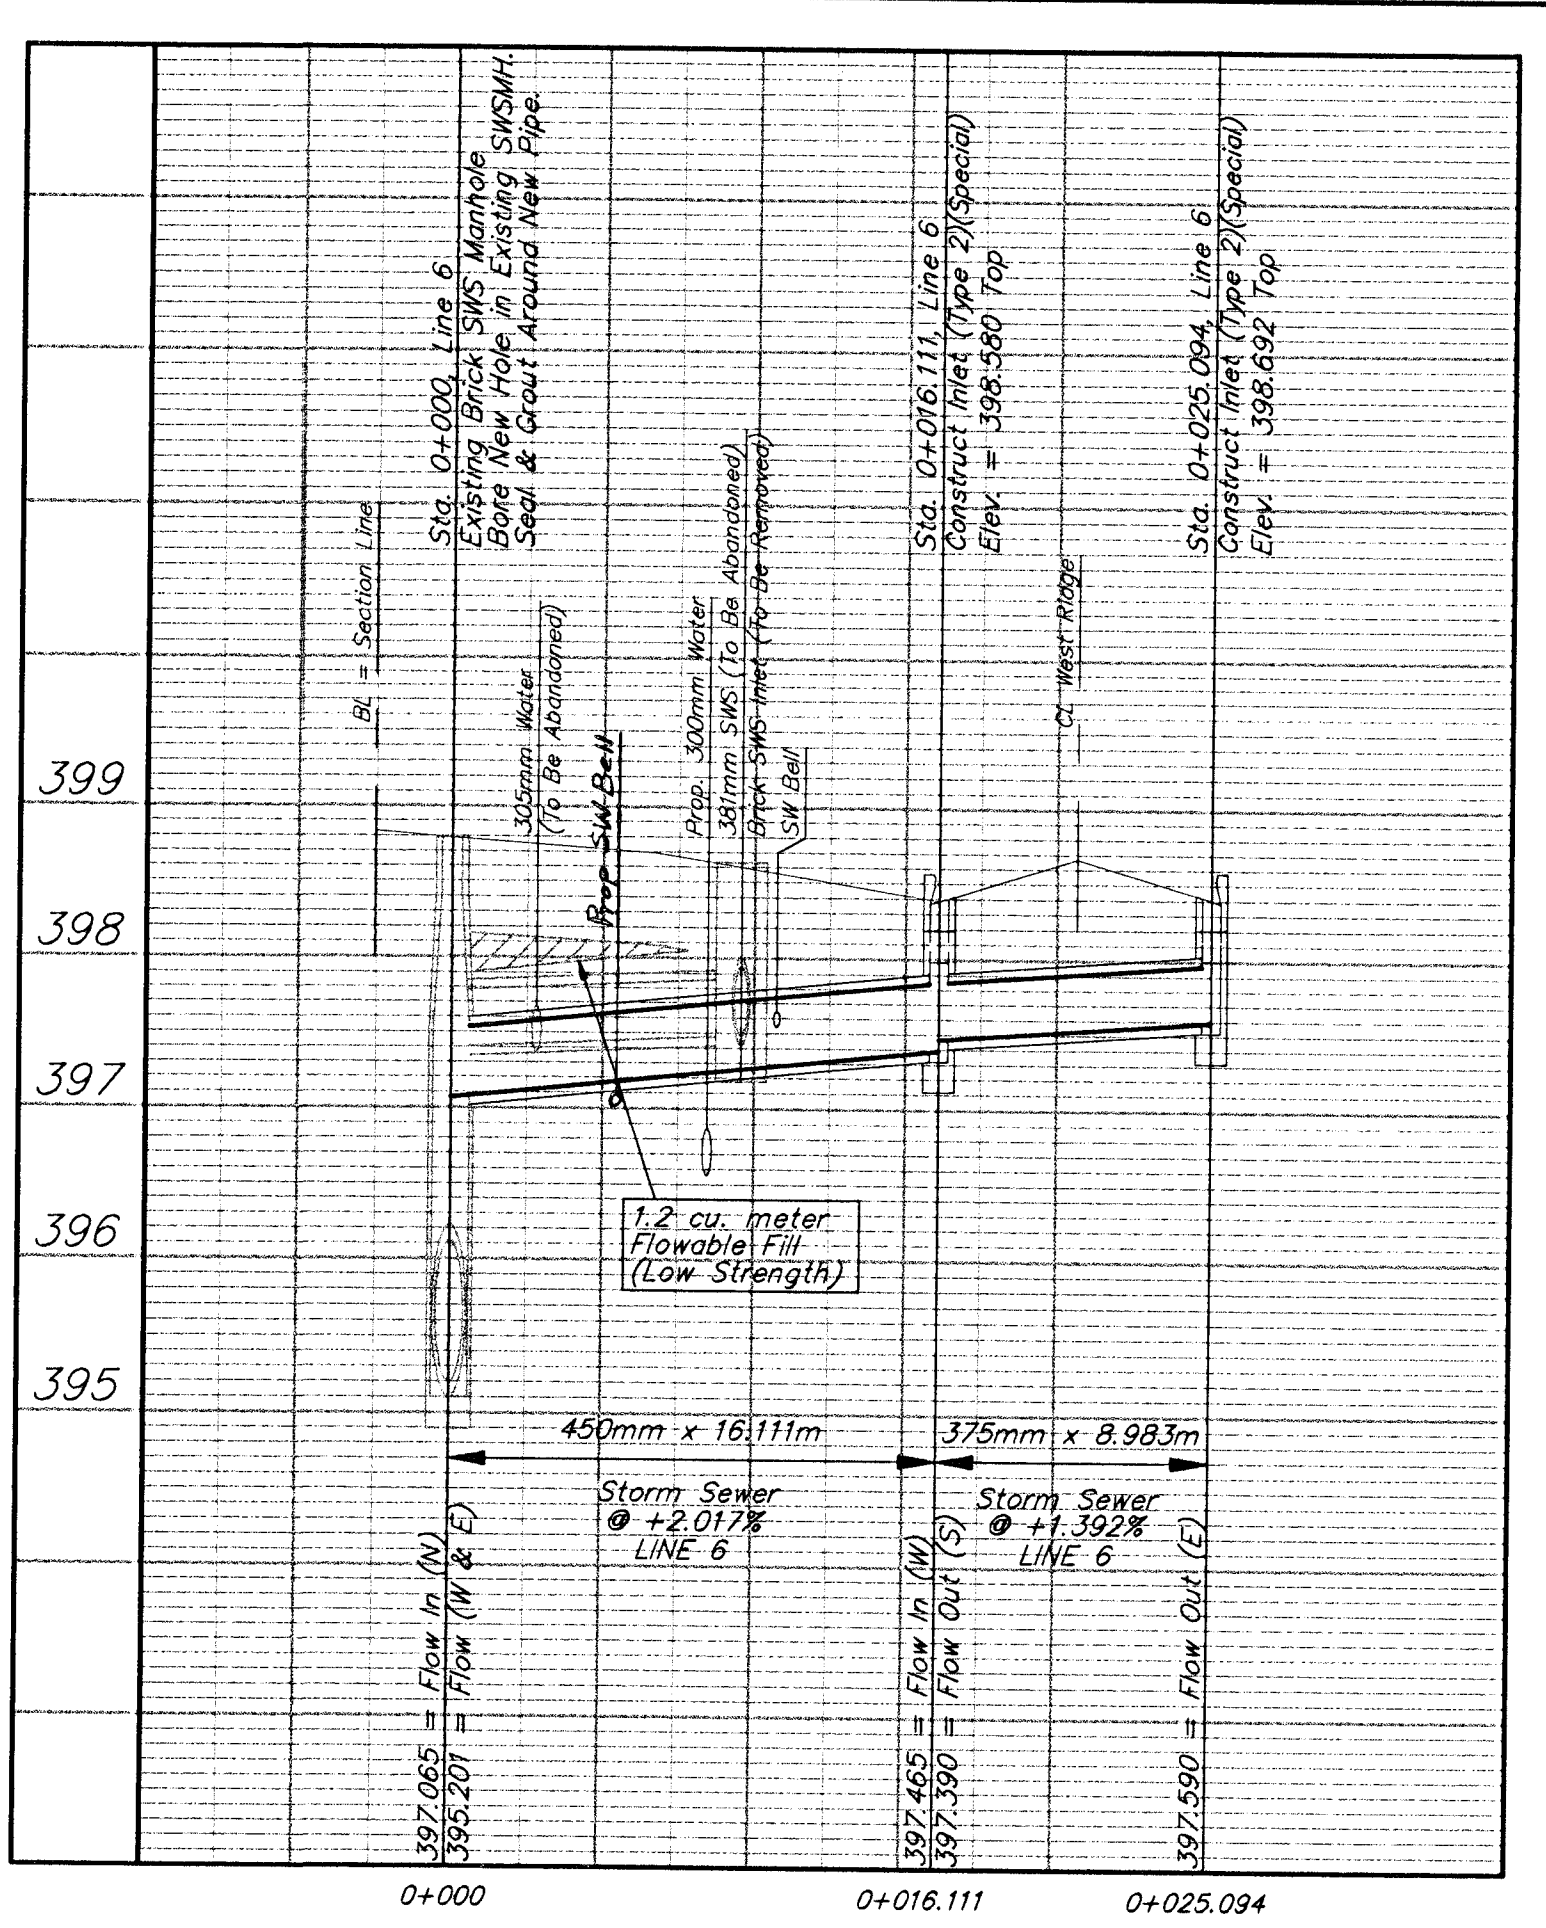 Sta. 0+000, Line 6
Existing Brick SWS Manhole
Bore New Hole in Existing SWSMH.
Seal & Grout Around New Pipe.
Sta. 0+016.111, Line 6
Construct Inlet (Type 2)(Special)
Elev. = 398.580 Top
Sta. 0+025.094, Line 6
Construct Inlet (Type 2)(Special)
Elev. = 398.692 Top
BL = Section Line
305mm Water
(To Be Abandoned)
Prop SW Bell
Prop. 300mm Water
381mm SWS (To Be Abandoned)
Brick SWS Inlet (To Be Removed)
SW Bell
CL West Ridge
399
398
397
396
395
1.2 cu. meter
Flowable Fill
(Low Strength)
450mm x 16.111m
375mm x 8.983m
Storm Sewer
@ +2.017%
LINE 6
Storm Sewer
@ +1.392%
LINE 6
397.065 = Flow In (N)
395.201 = Flow (W & E)
397.465 = Flow In (W)
397.390 = Flow Out (S)
397.590 = Flow Out (E)
0+000
0+016.111
0+025.094